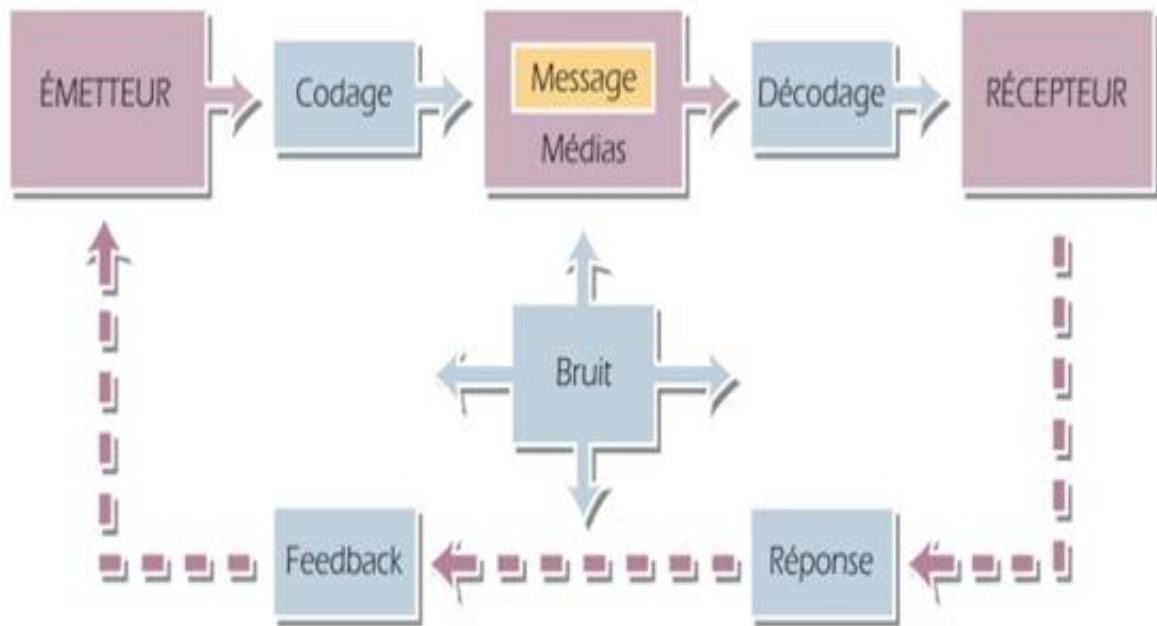 ÉMETTEUR
Codage
Message
Médias
Décodage
RÉCEPTEUR
Bruit
Feedback
Réponse